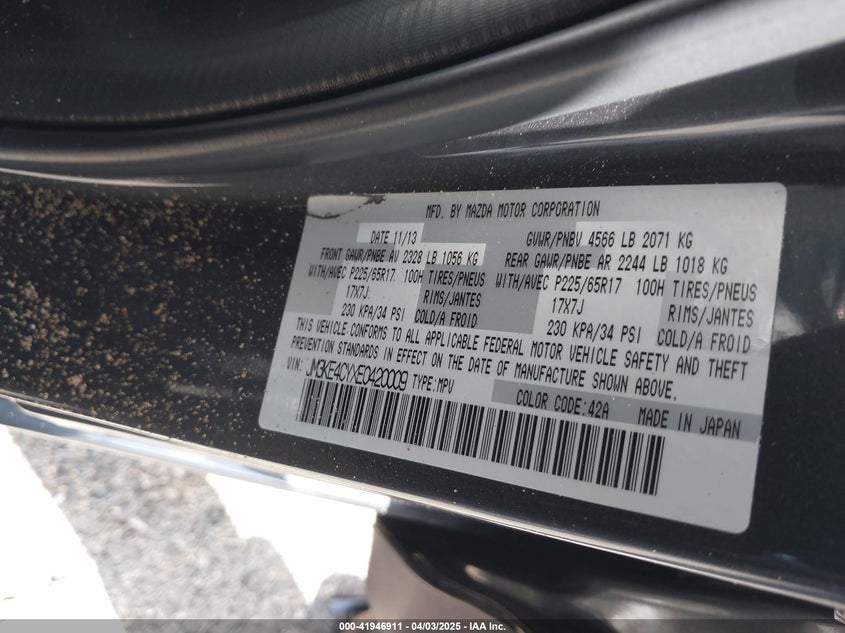 MFD. BY MAZDA MOTOR CORPORATION
DATE 11/13 GVWR/PNBV 4566 LB 2071 KG
FRONT GAWR/PNBE AV 2328 LB 1056 KG REAR GAWR/PNBE AR 2244 LB 1018 KG
WITH/AVEC P225/65R17 100H TIRES/PNEUS WITH/AVEC P225/65R17 100H TIRES/PNEUS
17X7J RIMS/JANTES 17X7J RIMS/JANTES
230 KPA/34 PSI COLD/A FROID 230 KPA/34 PSI COLD/A FROID
THIS VEHICLE CONFORMS TO ALL APPLICABLE FEDERAL MOTOR VEHICLE SAFETY AND THEFT
PREVENTION STANDARDS IN EFFECT ON THE DATE OF MANUFACTURE SHOWN ABOVE.
VIN: JM3KE4CYXE0420009 TYPE:MPV
COLOR CODE:42A MADE IN JAPAN
000-41946911 - 04/03/2025 - IAA Inc.